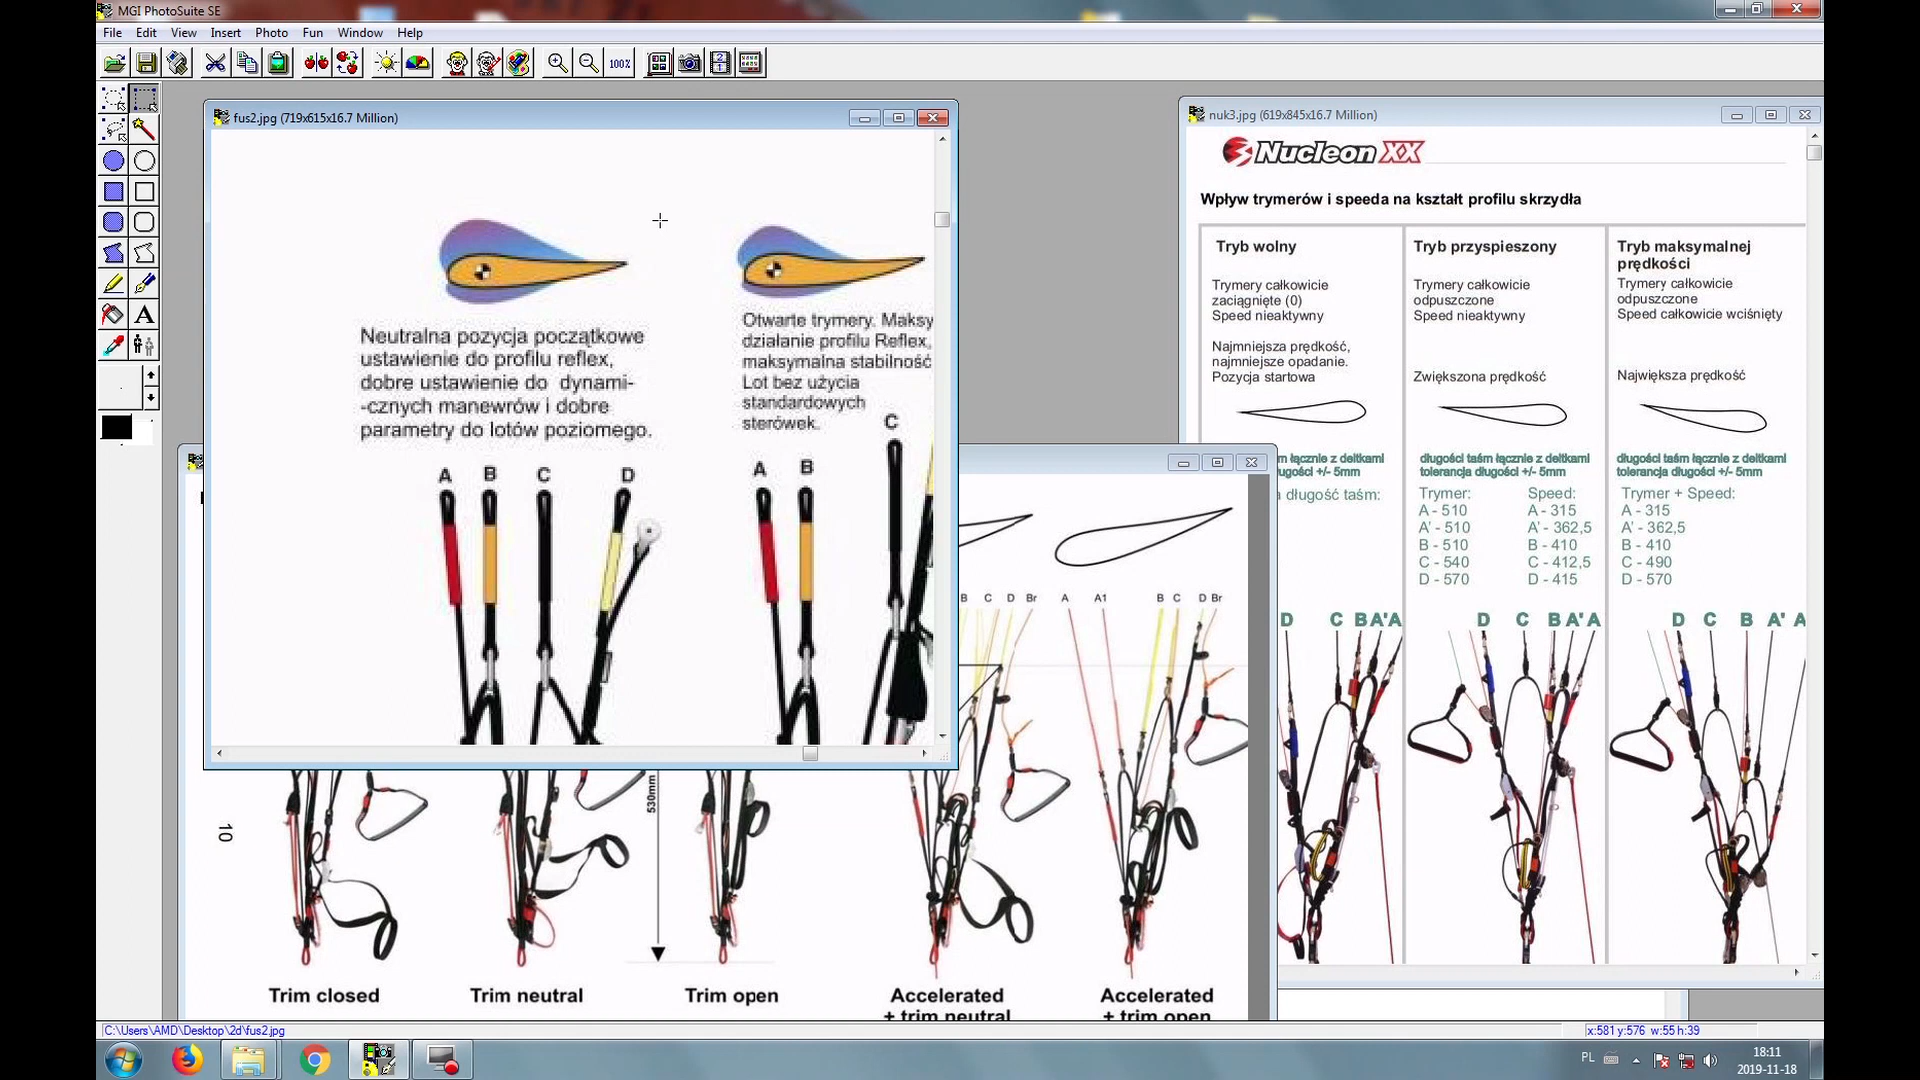 MGI PhotoSuite SE
File Edit View Insert Photo Fun Window Help
100%
fus2.jpg (719x615x16.7 Million)
Neutralna pozycja początkowe
ustawienie do profilu reflex,
dobre ustawienie do dynami-
-cznych manewrów i dobre
parametry do lotów poziomego.
A B C D
Otwarte trymery. Maksy
działanie profilu Reflex,
maksymalna stabilność
Lot bez użycia
standardowych
sterówek.
A B C
nuk3.jpg (619x845x16.7 Million)
Nucleon XX
Wpływ trymerów i speeda na kształt profilu skrzydła
Tryb wolny
Trymery całkowicie
zaciągnięte (0)
Speed nieaktywny
Najmniejsza prędkość,
najmniejsze opadanie.
Pozycja startowa
m łącznie z deltkami
ługości +/- 5mm
a długość taśm:
D C B A' A
Tryb przyspieszony
Trymery całkowicie
odpuszczone
Speed nieaktywny
Zwiększona prędkość
długości taśm łącznie z deltkami
tolerancja długości +/- 5mm
Trymer: Speed:
A - 510 A - 315
A' - 510 A' - 362,5
B - 510 B - 410
C - 540 C - 412,5
D - 570 D - 415
D C B A' A
Tryb maksymalnej
prędkości
Trymery całkowicie
odpuszczone
Speed całkowicie wciśnięty
Największa prędkość
długości taśm łącznie z deltkami
tolerancja długości +/- 5mm
Trymer + Speed:
A - 315
A' - 362,5
B - 410
C - 490
D - 570
D C B A' A
B C D Br A A1 B C D Br
530mm
10
Trim closed
Trim neutral
Trim open
Accelerated
+ trim neutral
Accelerated
+ trim open
C:\Users\AMD\Desktop\2d\fus2.jpg
x:581 y:576 w:55 h:39
PL
18:11
2019-11-18